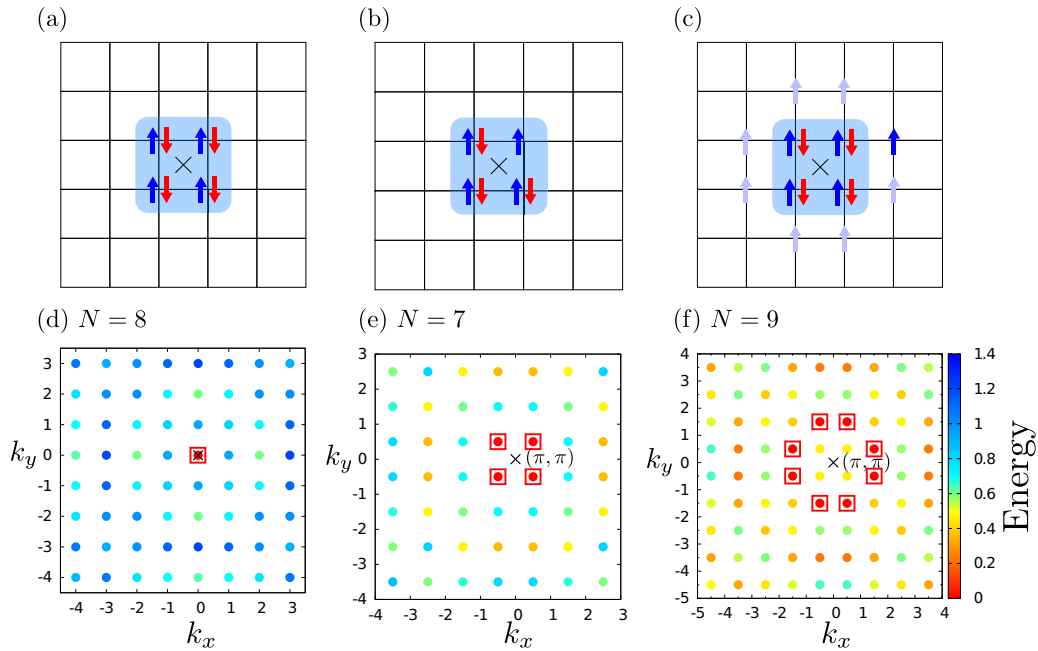 (a)
(b)
(c)
(d) N = 8
(e) N = 7
(f) N = 9
3
2
1
0
-1
-2
-3
-4
k_y
-4 -3 -2 -1 0 1 2 3
k_x
3
2
1
0
-1
-2
-3
-4
k_y
×(π, π)
-4 -3 -2 -1 0 1 2 3
k_x
4
3
2
1
0
-1
-2
-3
-4
-5
k_y
×(π, π)
-5 -4 -3 -2 -1 0 1 2 3 4
k_x
1.4
1.2
1
0.8
0.6
0.4
0.2
0
Energy